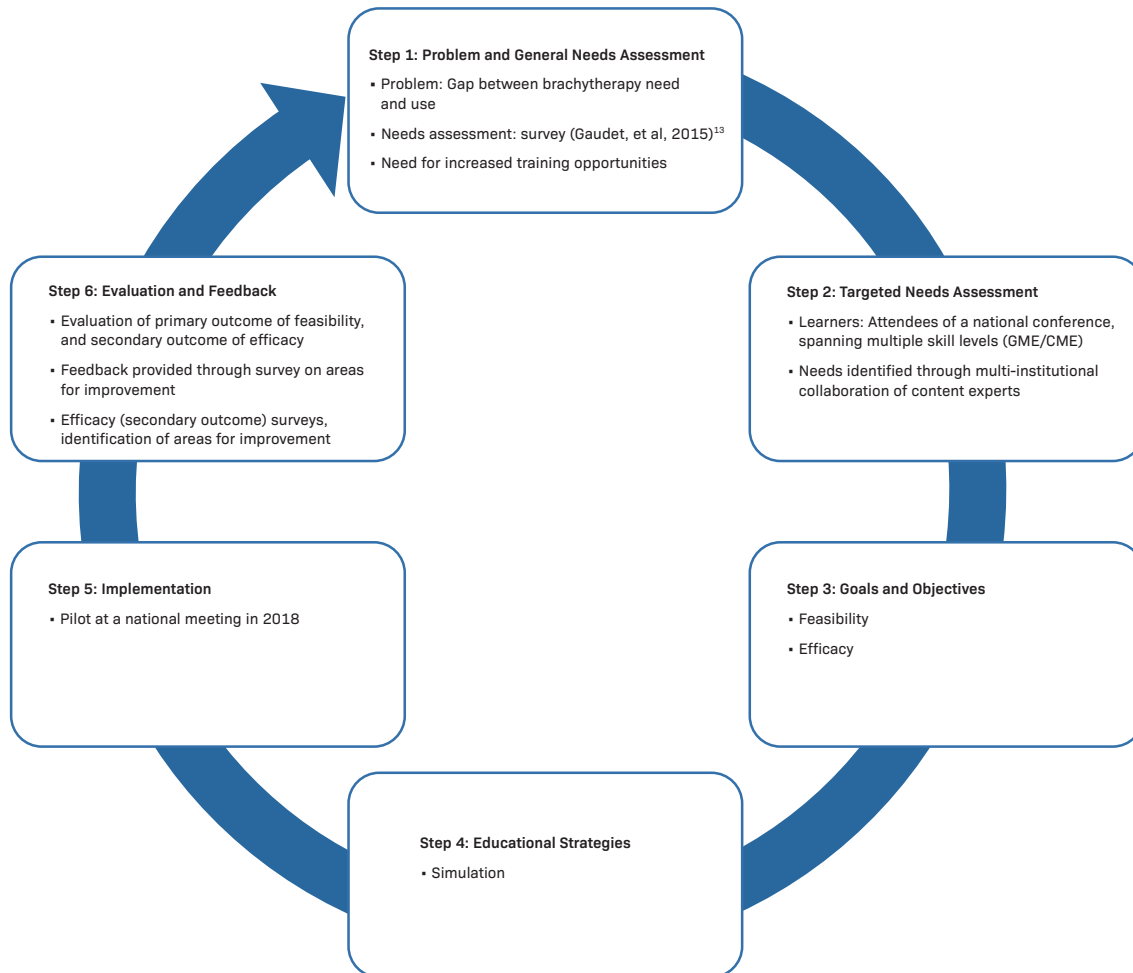 Step 1: Problem and General Needs Assessment
▪ Problem: Gap between brachytherapy need
and use
▪ Needs assessment: survey (Gaudet, et al, 2015)¹³
▪ Need for increased training opportunities
Step 2: Targeted Needs Assessment
▪ Learners: Attendees of a national conference,
spanning multiple skill levels (GME/CME)
▪ Needs identified through multi-institutional
collaboration of content experts
Step 3: Goals and Objectives
▪ Feasibility
▪ Efficacy
Step 4: Educational Strategies
▪ Simulation
Step 5: Implementation
▪ Pilot at a national meeting in 2018
Step 6: Evaluation and Feedback
▪ Evaluation of primary outcome of feasibility,
and secondary outcome of efficacy
▪ Feedback provided through survey on areas
for improvement
▪ Efficacy (secondary outcome) surveys,
identification of areas for improvement